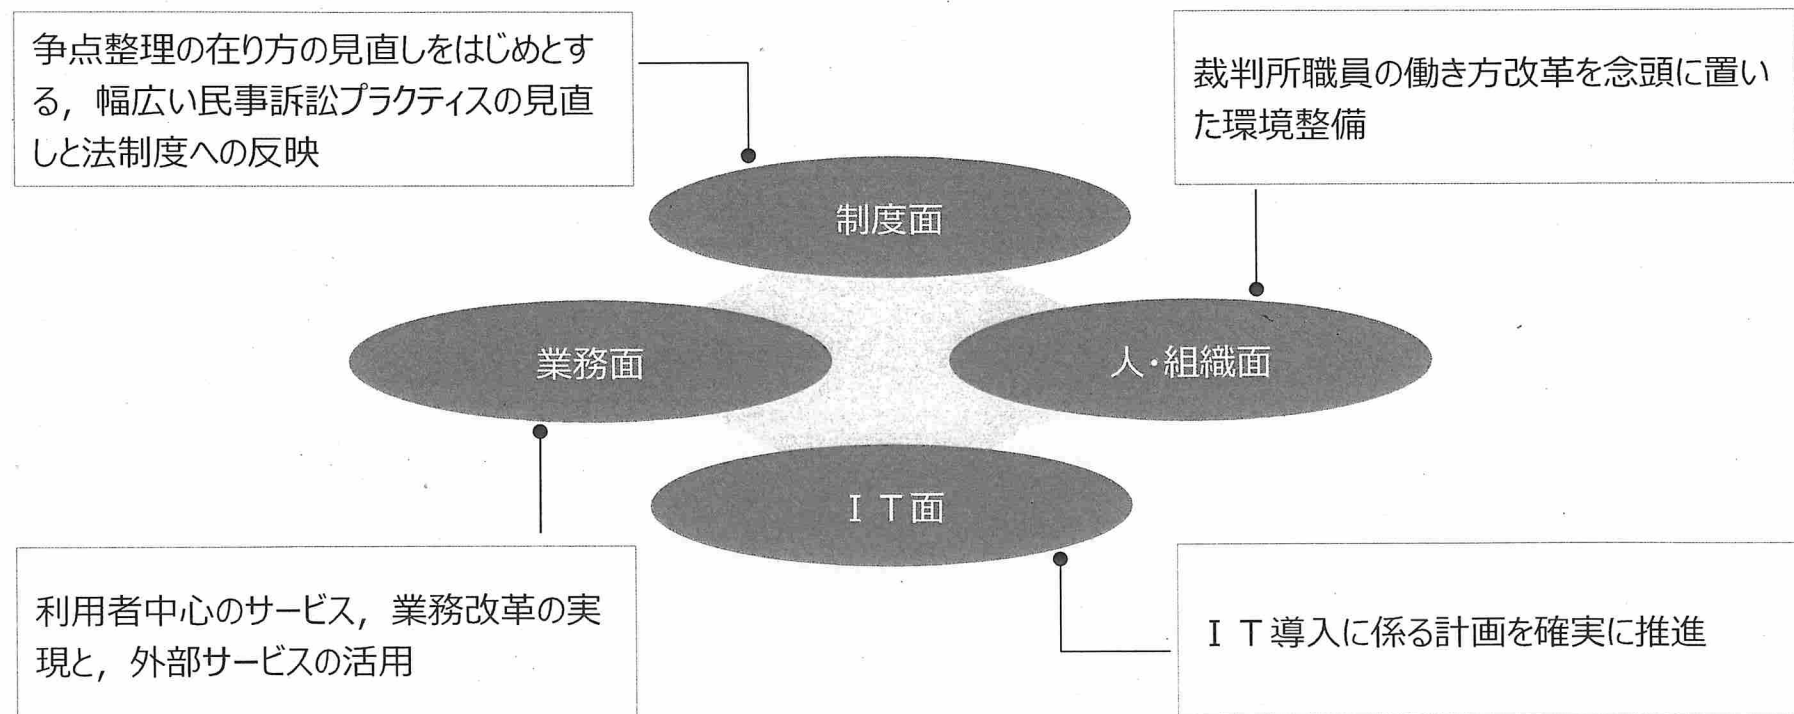 争点整理の在り方の見直しをはじめとす
る，幅広い民事訴訟プラクティスの見直
しと法制度への反映
裁判所職員の働き方改革を念頭に置い
た環境整備
制度面
業務面
人・組織面
ＩＴ面
利用者中心のサービス，業務改革の実
現と，外部サービスの活用
ＩＴ導入に係る計画を確実に推進